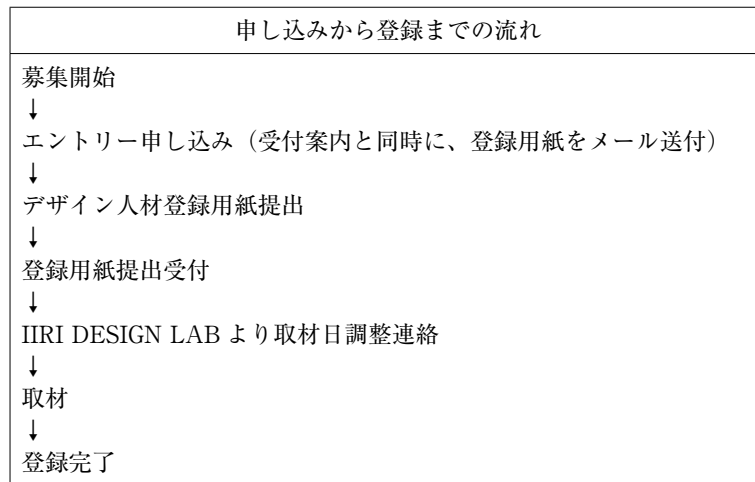 申し込みから登録までの流れ
募集開始
↓
エントリー申し込み（受付案内と同時に、登録用紙をメール送付）
↓
デザイン人材登録用紙提出
↓
登録用紙提出受付
↓
IIRI DESIGN LAB より取材日調整連絡
↓
取材
↓
登録完了